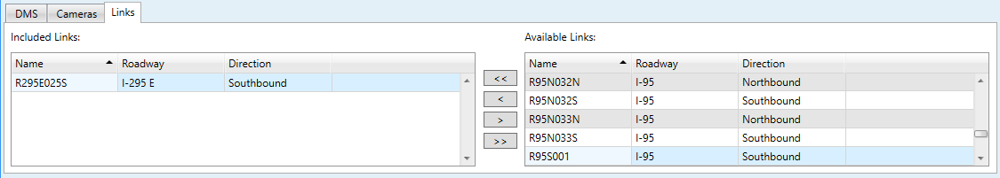 DMS Cameras Links
Included Links:
Name Roadway Direction
R295E025S I-295 E Southbound
<<
<
>
>>
Available Links:
Name Roadway Direction
R95N032N I-95 Northbound
R95N032S I-95 Southbound
R95N033N I-95 Northbound
R95N033S I-95 Southbound
R95S001 I-95 Southbound